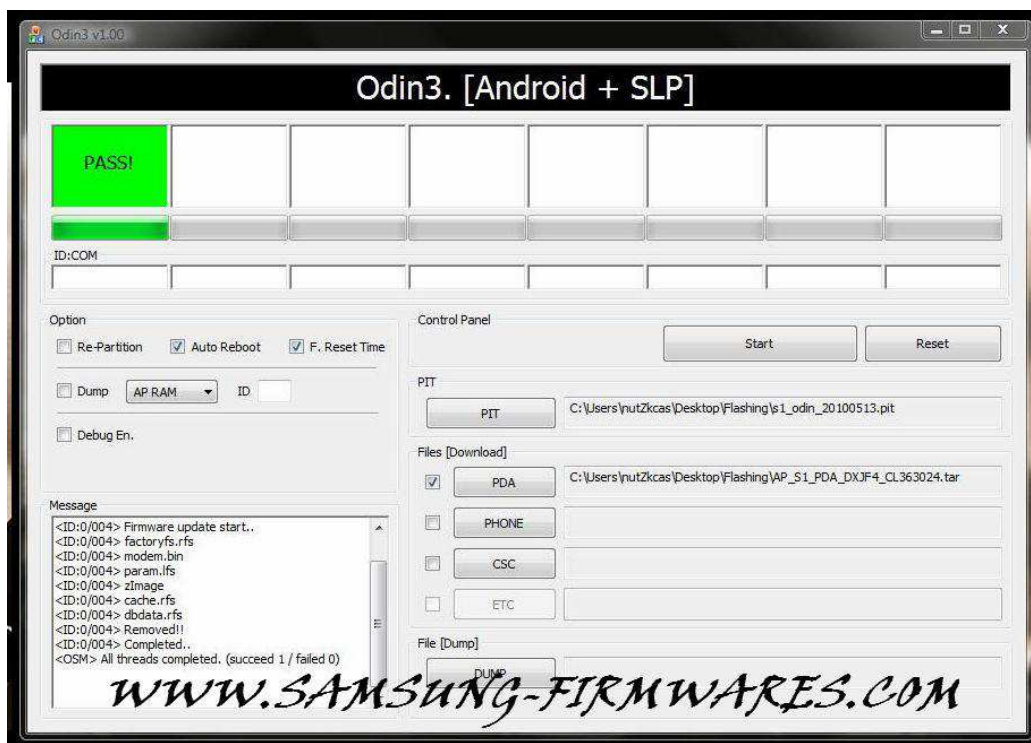 Odin3 v1.00
Odin3. [Android + SLP]
PASS!
ID:COM
Option
Re-Partition
Auto Reboot
F. Reset Time
Dump
AP RAM
ID
Debug En.
Message
<ID:0/004> Firmware update start..
<ID:0/004> factoryfs.rfs
<ID:0/004> modem.bin
<ID:0/004> param.lfs
<ID:0/004> zImage
<ID:0/004> cache.rfs
<ID:0/004> dbdata.rfs
<ID:0/004> Removed!!
<ID:0/004> Completed..
<OSM> All threads completed. (succeed 1 / failed 0)
Control Panel
Start
Reset
PIT
PIT
C:\Users\nutZkcas\Desktop\Flashing\s1_odin_20100513.pit
Files [Download]
PDA
C:\Users\nutZkcas\Desktop\Flashing\AP_S1_PDA_DXJF4_CL363024.tar
PHONE
CSC
ETC
File [Dump]
DUMP
WWW.SAMSUNG-FIRMWARES.COM